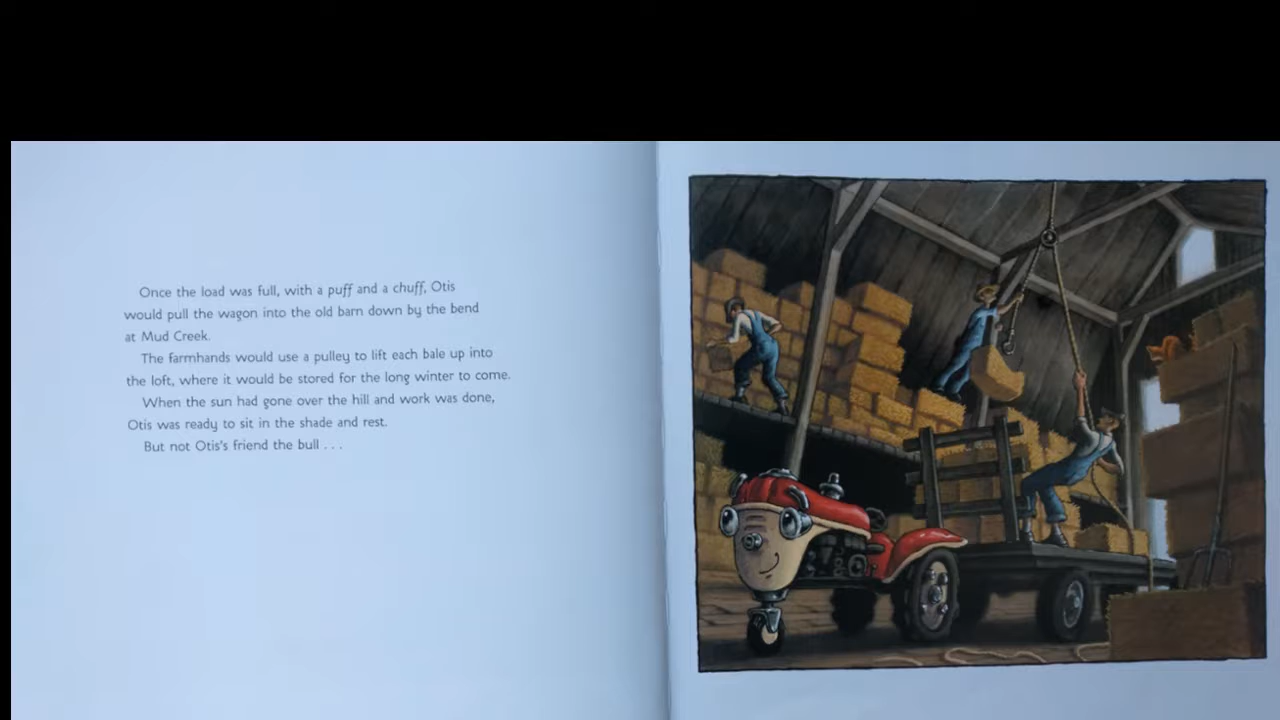 Once the load was full, with a puff and a chuff, Otis
would pull the wagon into the old barn down by the bend
at Mud Creek.
The farmhands would use a pulley to lift each bale up into
the loft, where it would be stored for the long winter to come.
When the sun had gone over the hill and work was done,
Otis was ready to sit in the shade and rest.
But not Otis's friend the bull . . .